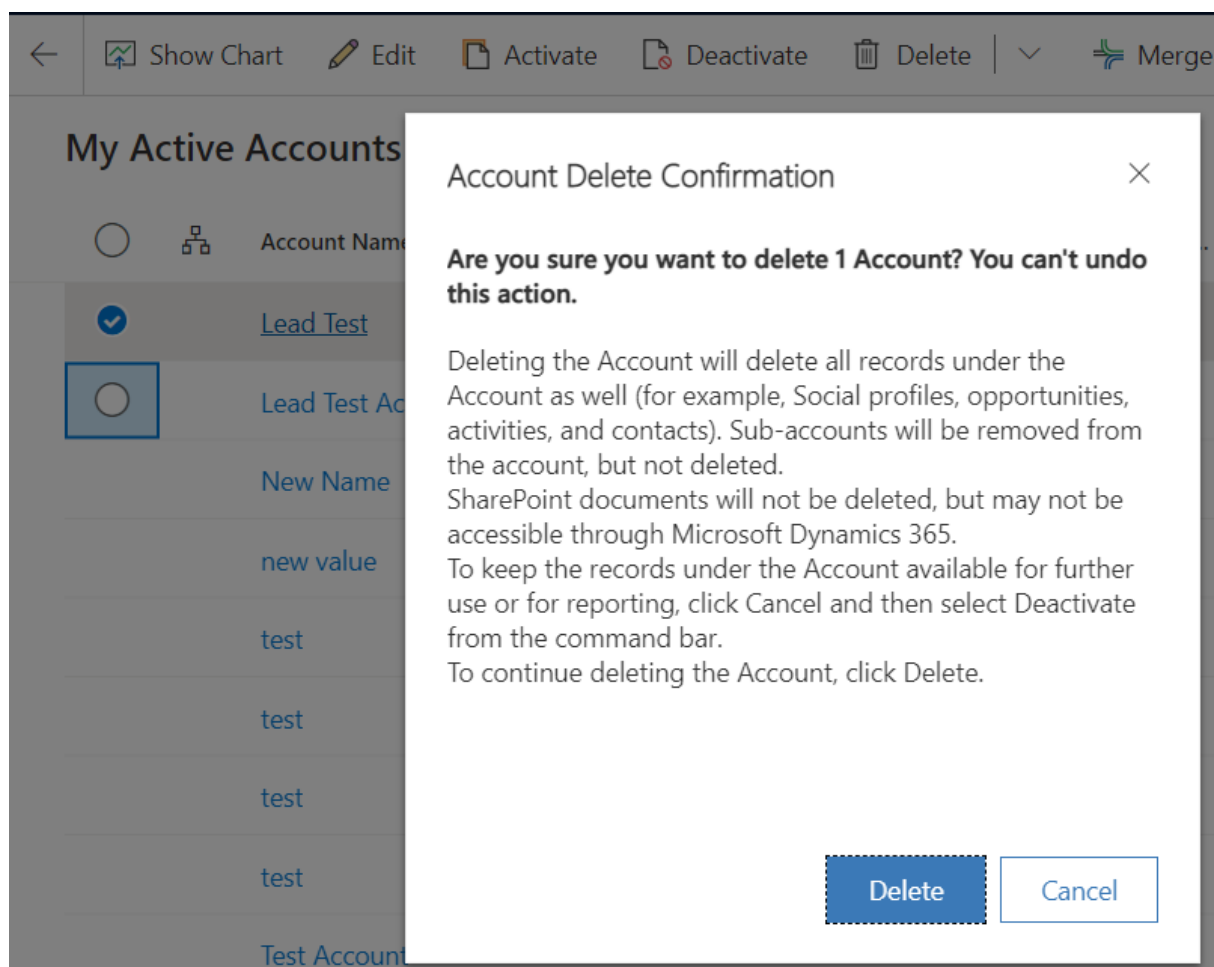 Show Chart Edit Activate Deactivate Delete Merge
My Active Accounts
Account Name
Lead Test
Lead Test Ac
New Name
new value
test
test
test
test
Test Account
Account Delete Confirmation
Are you sure you want to delete 1 Account? You can't undo
this action.
Deleting the Account will delete all records under the
Account as well (for example, Social profiles, opportunities,
activities, and contacts). Sub-accounts will be removed from
the account, but not deleted.
SharePoint documents will not be deleted, but may not be
accessible through Microsoft Dynamics 365.
To keep the records under the Account available for further
use or for reporting, click Cancel and then select Deactivate
from the command bar.
To continue deleting the Account, click Delete.
Delete Cancel